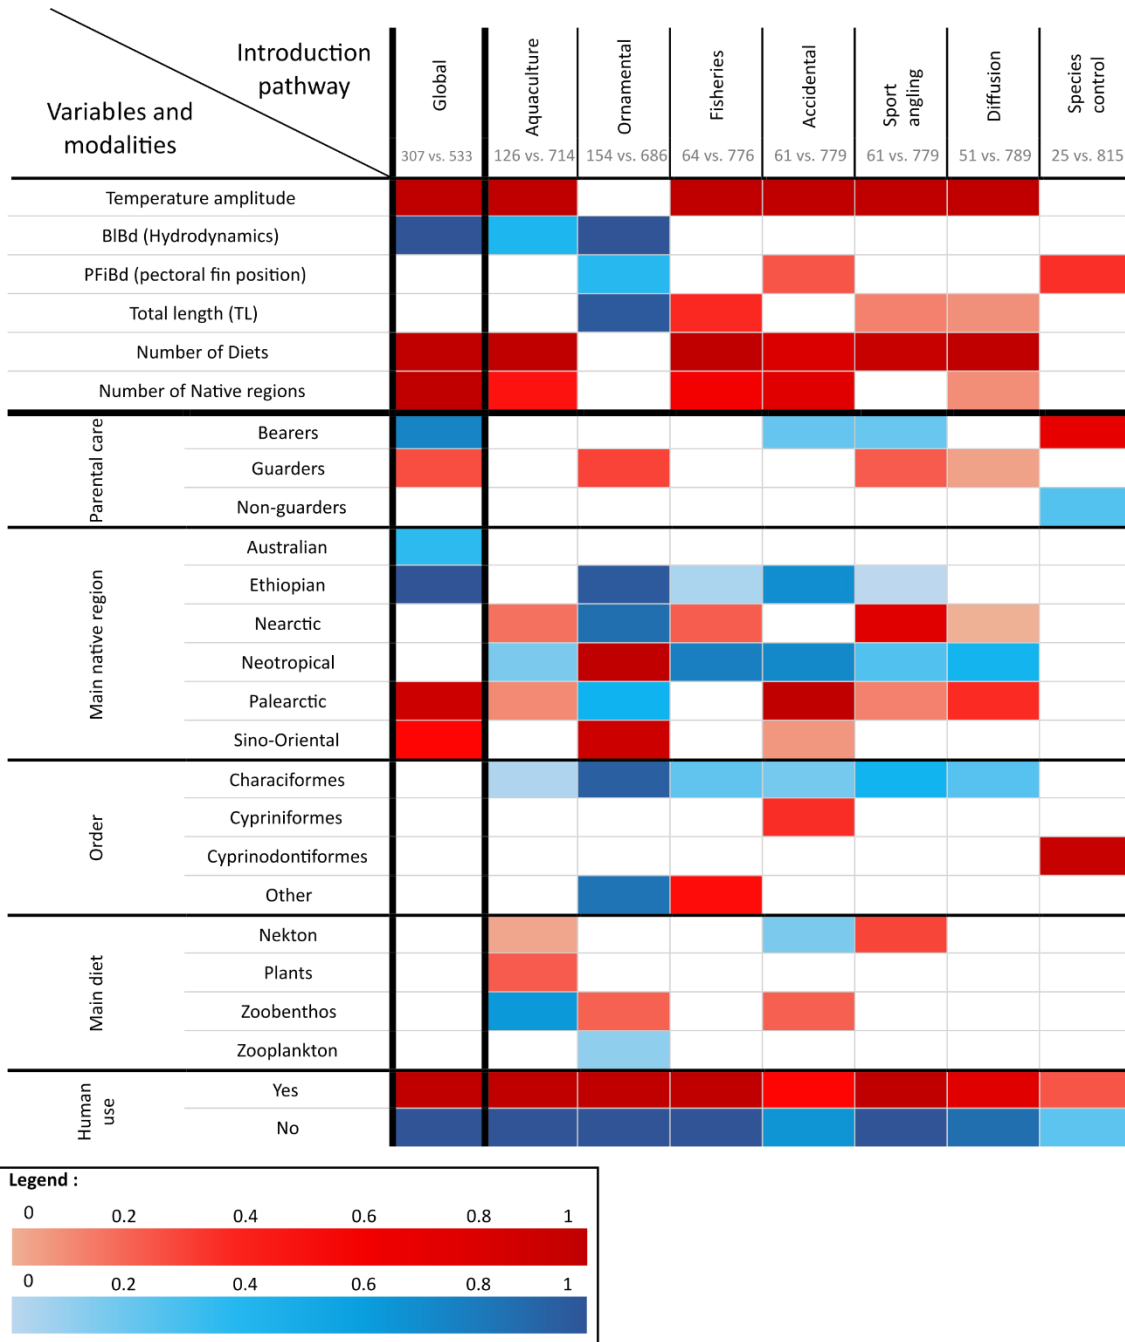 Introduction
pathway
Variables and
modalities
Global
Aquaculture
Ornamental
Fisheries
Accidental
Sport
angling
Diffusion
Species
control
307 vs. 533
126 vs. 714
154 vs. 686
64 vs. 776
61 vs. 779
61 vs. 779
51 vs. 789
25 vs. 815
Temperature amplitude
BlBd (Hydrodynamics)
PFiBd (pectoral fin position)
Total length (TL)
Number of Diets
Number of Native regions
Parental care
Bearers
Guarders
Non-guarders
Main native region
Australian
Ethiopian
Nearctic
Neotropical
Palearctic
Sino-Oriental
Order
Characiformes
Cypriniformes
Cyprinodontiformes
Other
Main diet
Nekton
Plants
Zoobenthos
Zooplankton
Human
use
Yes
No
Legend :
0 0.2 0.4 0.6 0.8 1
0 0.2 0.4 0.6 0.8 1